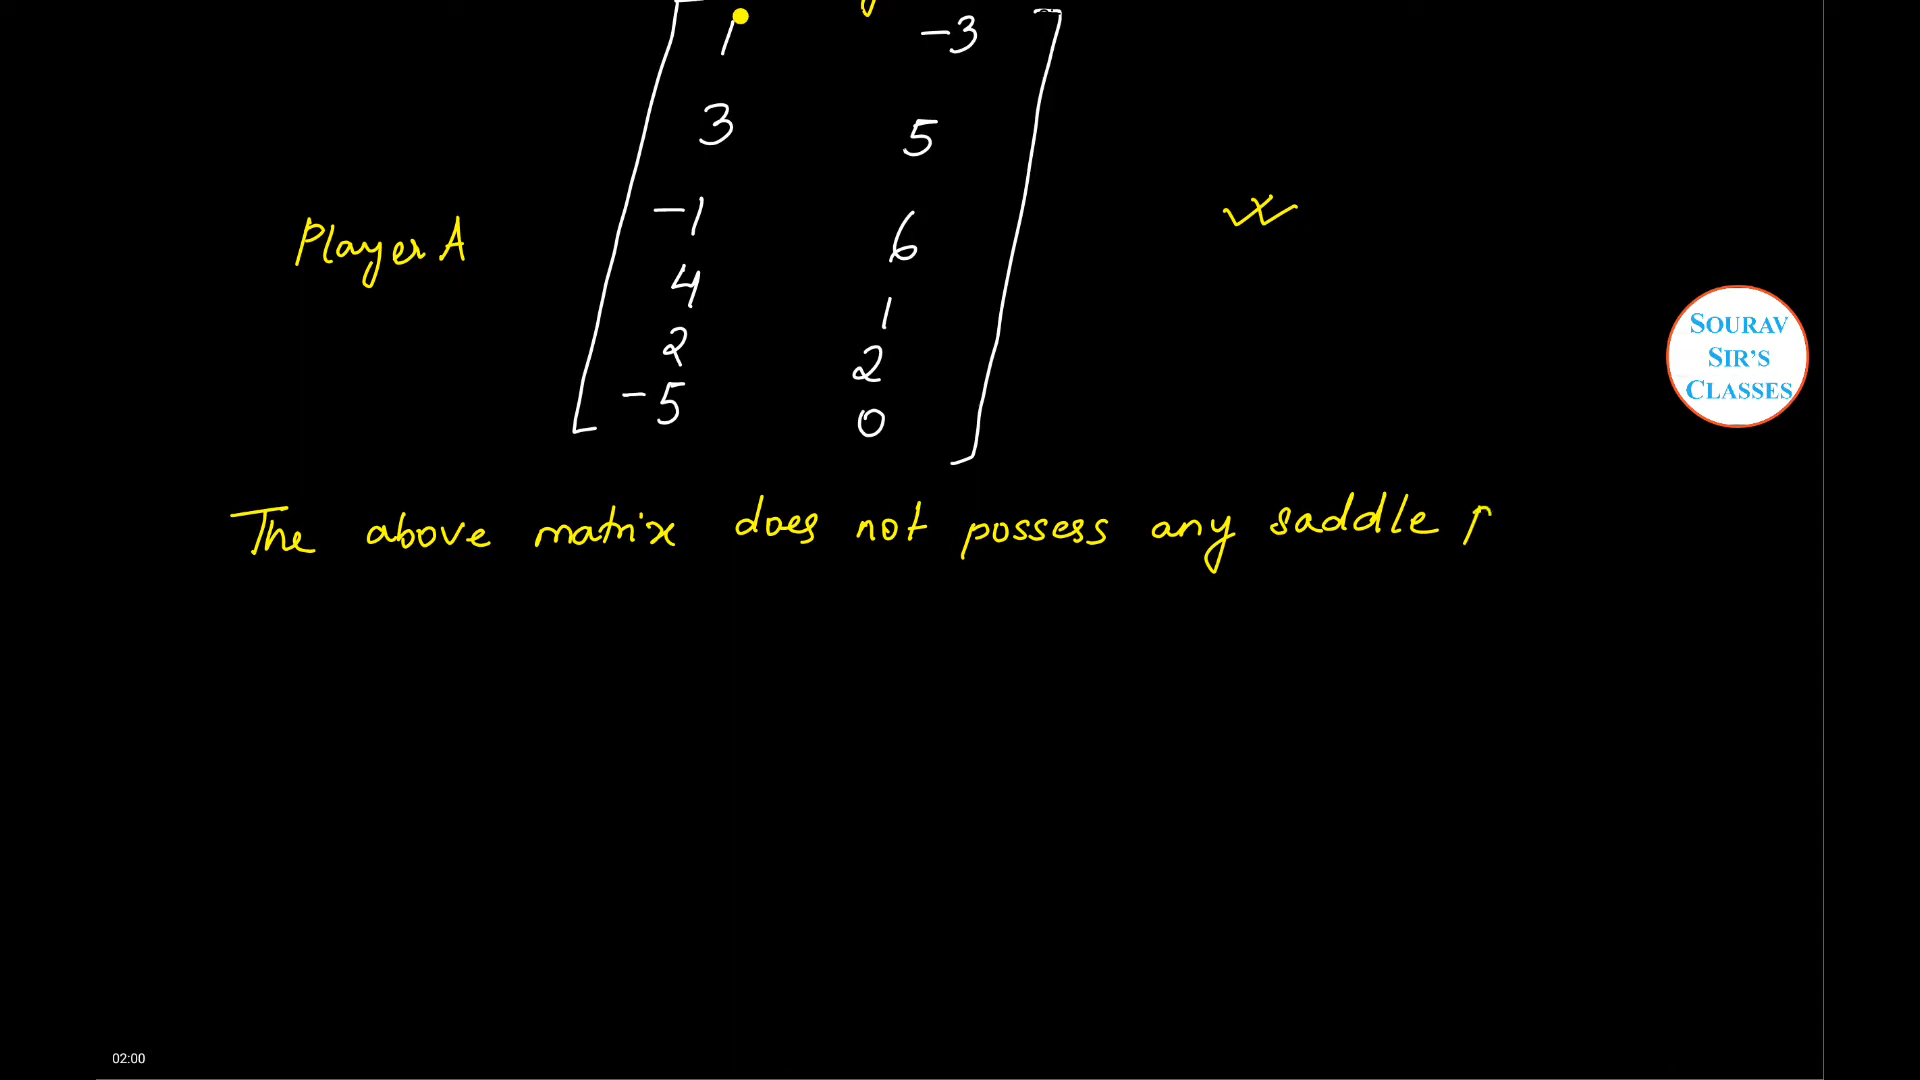 1 -3
3 5
-1 6
Player A
4 1
2 2
-5 0
The above matrix does not possess any saddle
SOURAV
SIR'S
CLASSES
02:00